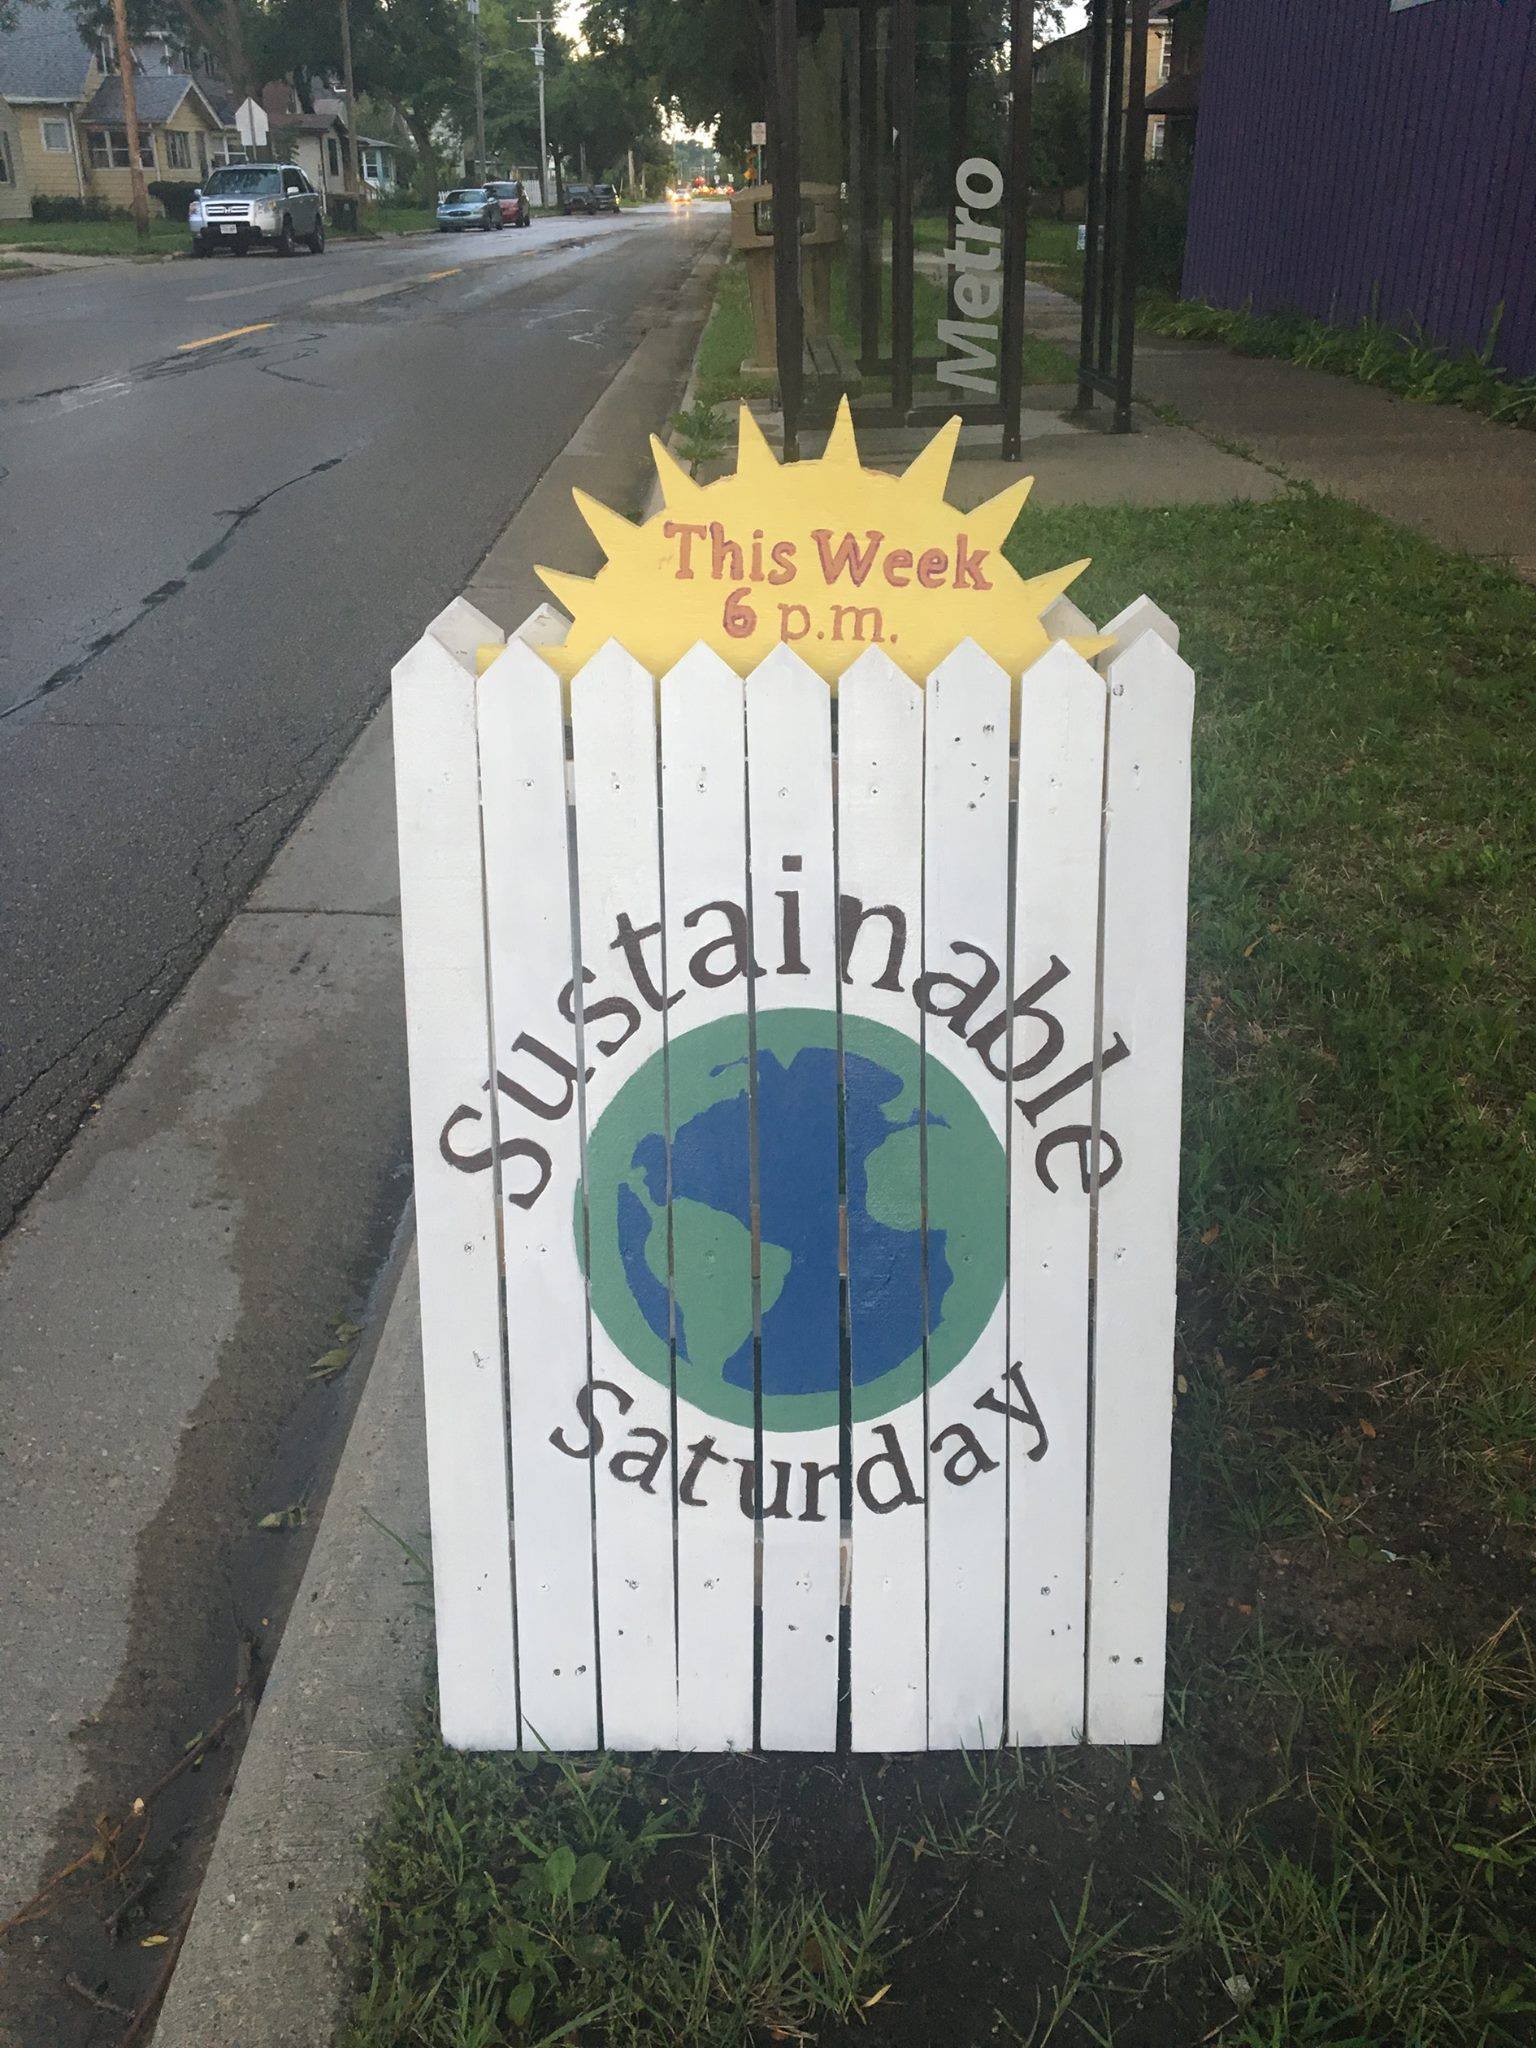 Metro
This Week
6 p.m.
Sustainable
Saturday